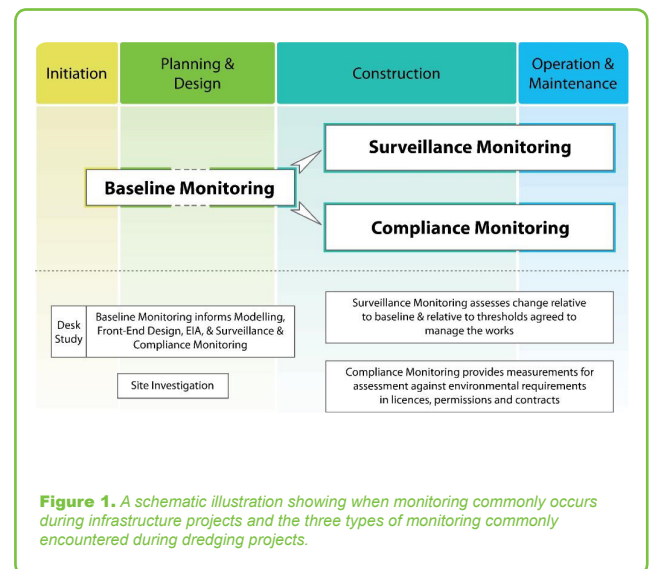 Initiation
Planning &
Design
Construction
Operation &
Maintenance
Surveillance Monitoring
Baseline Monitoring
Compliance Monitoring
Desk
Study
Baseline Monitoring informs Modelling,
Front-End Design, EIA, & Surveillance &
Compliance Monitoring
Surveillance Monitoring assesses change relative
to baseline & relative to thresholds agreed to
manage the works
Site Investigation
Compliance Monitoring provides measurements for
assessment against environmental requirements
in licences, permissions and contracts
Figure 1. A schematic illustration showing when monitoring commonly occurs
during infrastructure projects and the three types of monitoring commonly
encountered during dredging projects.